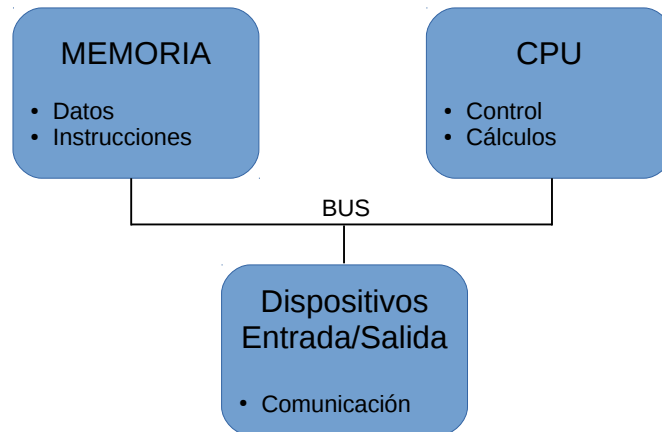 MEMORIA
• Datos
• Instrucciones
CPU
• Control
• Cálculos
BUS
Dispositivos
Entrada/Salida
• Comunicación